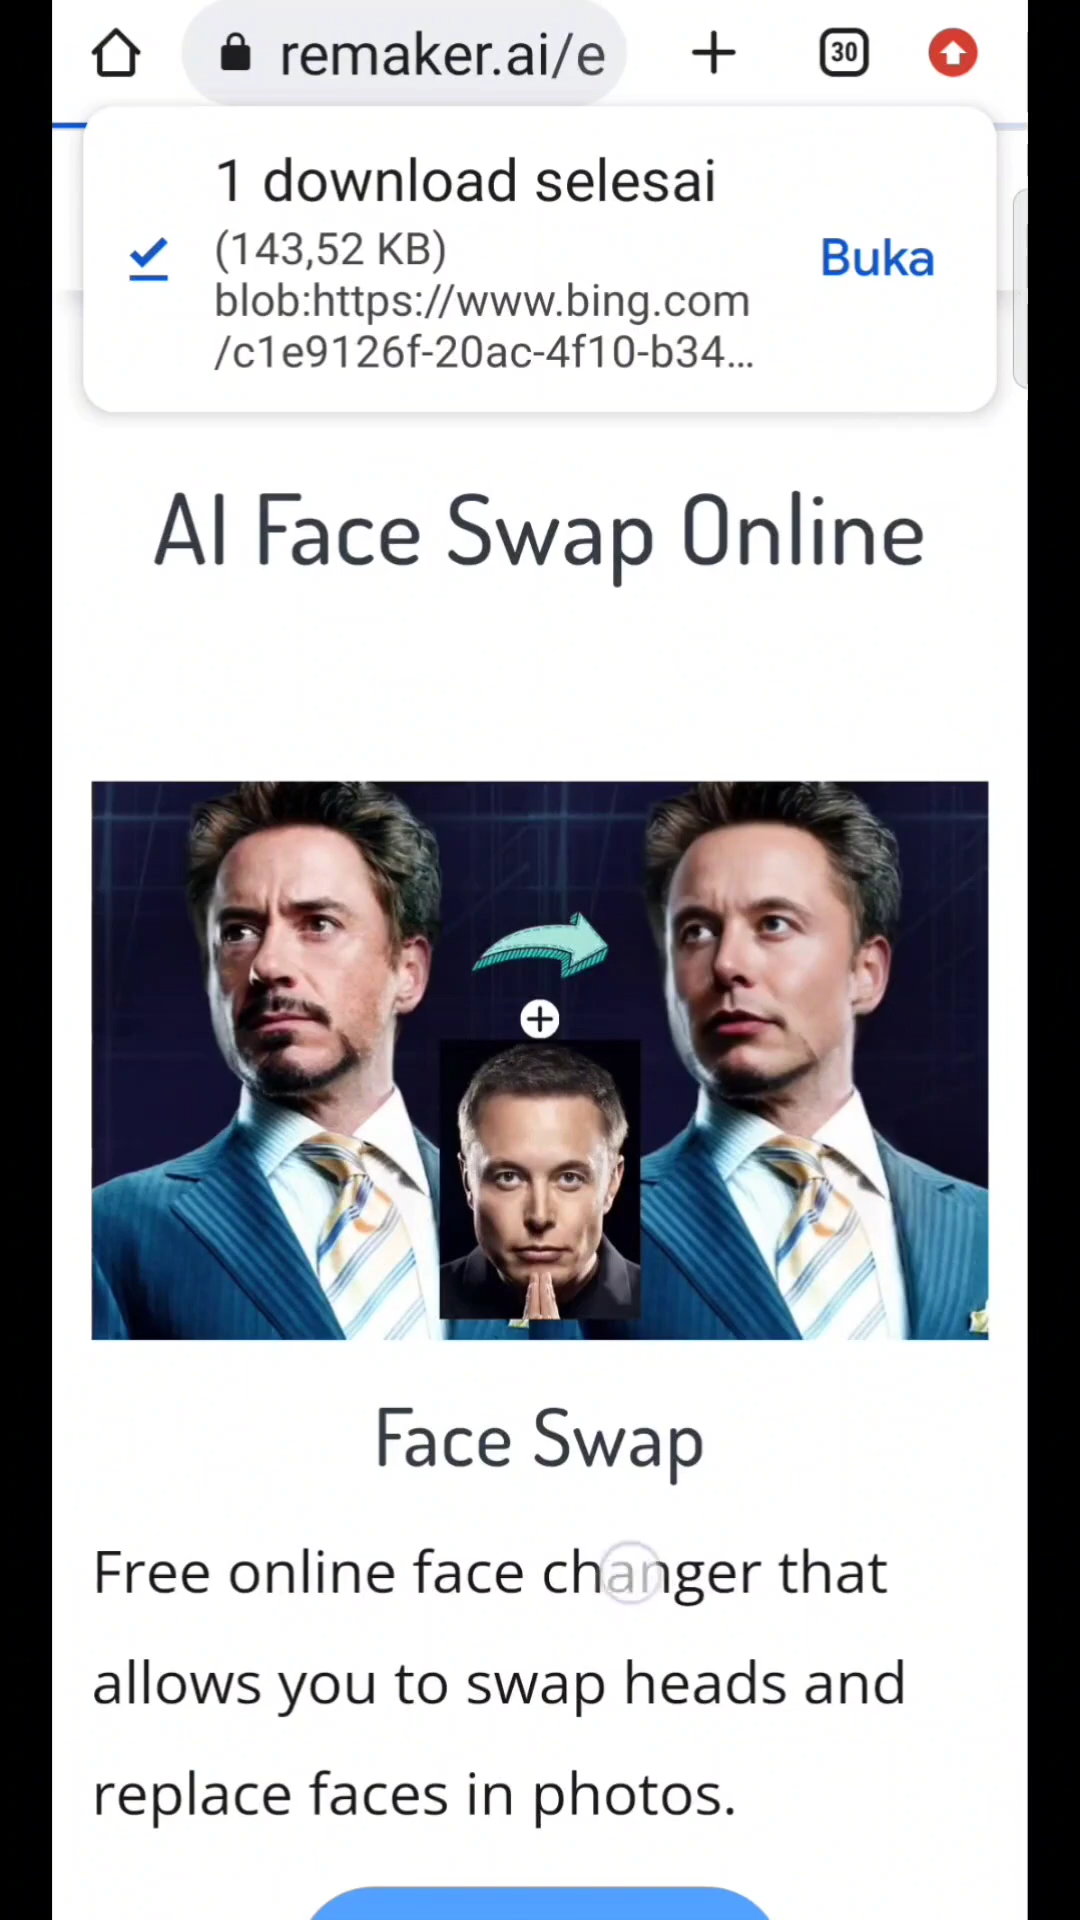 remaker.ai/e
30
1 download selesai
(143,52 KB)
Buka
blob:https://www.bing.com
/c1e9126f-20ac-4f10-b34...
AI Face Swap Online
Face Swap
Free online face changer that
allows you to swap heads and
replace faces in photos.